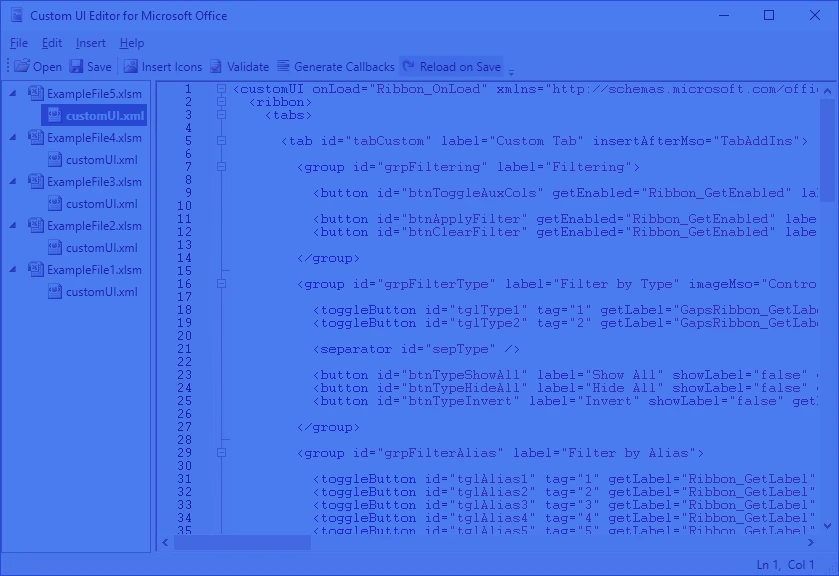 Custom UI Editor for Microsoft Office
File Edit Insert Help
Open Save Insert Icons Validate Generate Callbacks Reload on Save
ExampleFile5.xlsm
customUI.xml
ExampleFile4.xlsm
customUI.xml
ExampleFile3.xlsm
customUI.xml
ExampleFile2.xlsm
customUI.xml
ExampleFile1.xlsm
customUI.xml
1 <customUI onLoad="Ribbon_OnLoad" xmlns="http://schemas.microsoft.com/offic
2 <ribbon>
3 <tabs>
4
5 <tab id="tabCustom" label="Custom Tab" insertAfterMso="TabAddIns">
6
7 <group id="grpFiltering" label="Filtering">
8
9 <button id="btnToggleAuxCols" getEnabled="Ribbon_GetEnabled" la
10
11 <button id="btnApplyFilter" getEnabled="Ribbon_GetEnabled" labe
12 <button id="btnClearFilter" getEnabled="Ribbon_GetEnabled" labe
13
14 </group>
15
16 <group id="grpFilterType" label="Filter by Type" imageMso="Contro
17
18 <toggleButton id="tglType1" tag="1" getLabel="GapsRibbon_GetLab
19 <toggleButton id="tglType2" tag="2" getLabel="GapsRibbon_GetLab
20
21 <separator id="sepType" />
22
23 <button id="btnTypeShowAll" label="Show All" showLabel="false" g
24 <button id="btnTypeHideAll" label="Hide All" showLabel="false" g
25 <button id="btnTypeInvert" label="Invert" showLabel="false" get
26
27 </group>
28
29 <group id="grpFilterAlias" label="Filter by Alias">
30
31 <toggleButton id="tglAlias1" tag="1" getLabel="Ribbon_GetLabel"
32 <toggleButton id="tglAlias2" tag="2" getLabel="Ribbon_GetLabel"
33 <toggleButton id="tglAlias3" tag="3" getLabel="Ribbon_GetLabel"
34 <toggleButton id="tglAlias4" tag="4" getLabel="Ribbon_GetLabel"
35 <toggleButton id="tglAlias5" tag="5" getLabel="Ribbon_GetLabel"
Ln 1, Col 1